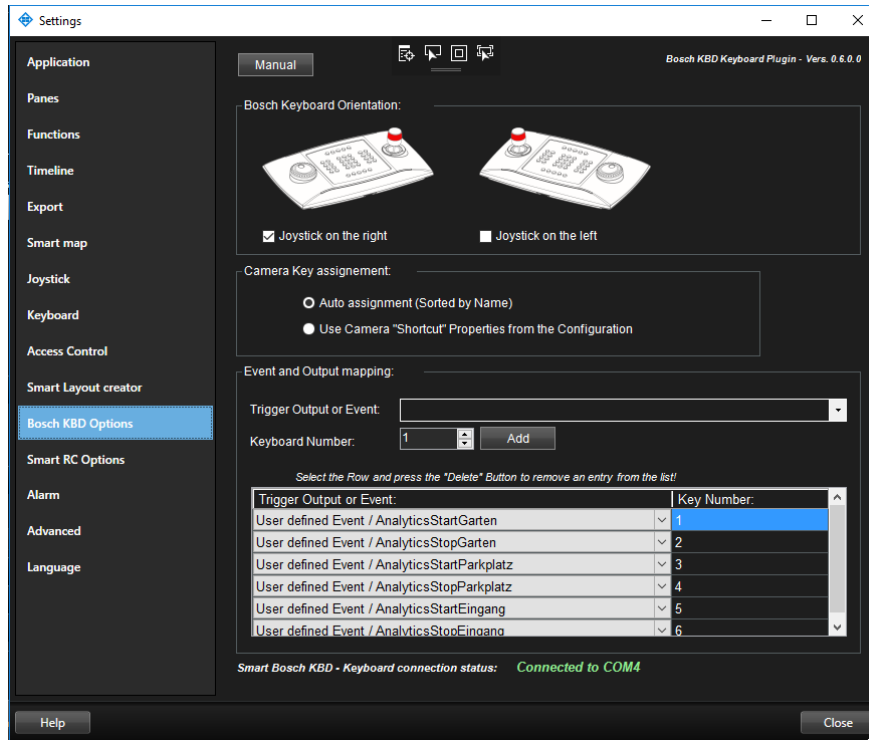 Settings
Application
Panes
Functions
Timeline
Export
Smart map
Joystick
Keyboard
Access Control
Smart Layout creator
Bosch KBD Options
Smart RC Options
Alarm
Advanced
Language
Manual
Bosch KBD Keyboard Plugin - Vers. 0.6.0.0
Bosch Keyboard Orientation:
Joystick on the right
Joystick on the left
Camera Key assignement:
Auto assignment (Sorted by Name)
Use Camera "Shortcut" Properties from the Configuration
Event and Output mapping:
Trigger Output or Event:
Keyboard Number: 1 Add
Select the Row and press the "Delete" Button to remove an entry from the list!
Trigger Output or Event: Key Number:
User defined Event / AnalyticsStartGarten 1
User defined Event / AnalyticsStopGarten 2
User defined Event / AnalyticsStartParkplatz 3
User defined Event / AnalyticsStopParkplatz 4
User defined Event / AnalyticsStartEingang 5
User defined Event / AnalyticsStopEingang 6
Smart Bosch KBD - Keyboard connection status: Connected to COM4
Help
Close